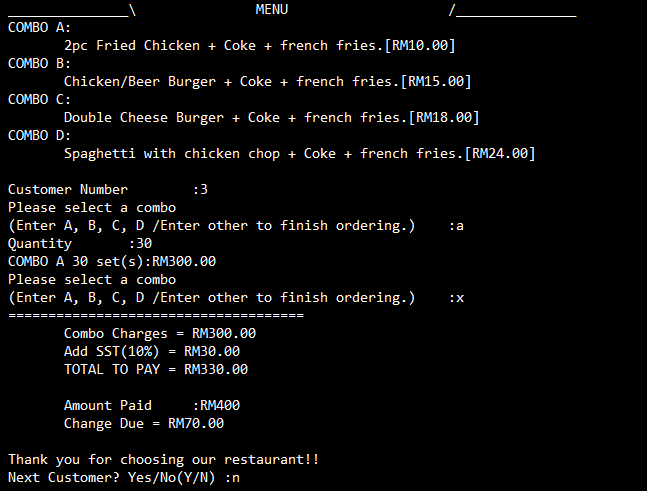 _______________\ MENU /_______________
COMBO A:
2pc Fried Chicken + Coke + french fries.[RM10.00]
COMBO B:
Chicken/Beer Burger + Coke + french fries.[RM15.00]
COMBO C:
Double Cheese Burger + Coke + french fries.[RM18.00]
COMBO D:
Spaghetti with chicken chop + Coke + french fries.[RM24.00]
Customer Number :3
Please select a combo
(Enter A, B, C, D /Enter other to finish ordering.) :a
Quantity :30
COMBO A 30 set(s):RM300.00
Please select a combo
(Enter A, B, C, D /Enter other to finish ordering.) :x
=====================================
Combo Charges = RM300.00
Add SST(10%) = RM30.00
TOTAL TO PAY = RM330.00
Amount Paid :RM400
Change Due = RM70.00
Thank you for choosing our restaurant!!
Next Customer? Yes/No(Y/N) :n